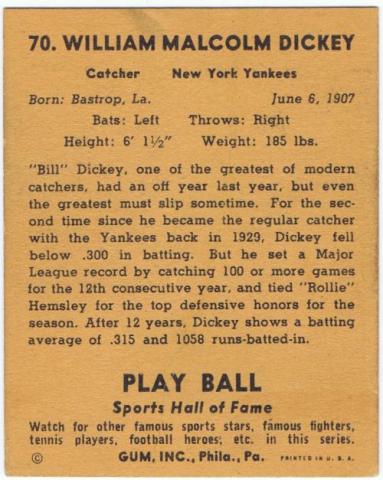 70. WILLIAM MALCOLM DICKEY
Catcher New York Yankees
Born: Bastrop, La. June 6, 1907
Bats: Left Throws: Right
Height: 6' 1½" Weight: 185 lbs.
"Bill" Dickey, one of the greatest of modern
catchers, had an off year last year, but even
the greatest must slip sometime. For the sec-
ond time since he became the regular catcher
with the Yankees back in 1929, Dickey fell
below .300 in batting. But he set a Major
League record by catching 100 or more games
for the 12th consecutive year, and tied "Rollie"
Hemsley for the top defensive honors for the
season. After 12 years, Dickey shows a batting
average of .315 and 1058 runs-batted-in.
PLAY BALL
Sports Hall of Fame
Watch for other famous sports stars, famous fighters,
tennis players, football heroes, etc. in this series.
© GUM, INC., Phila., Pa. PRINTED IN U.S.A.